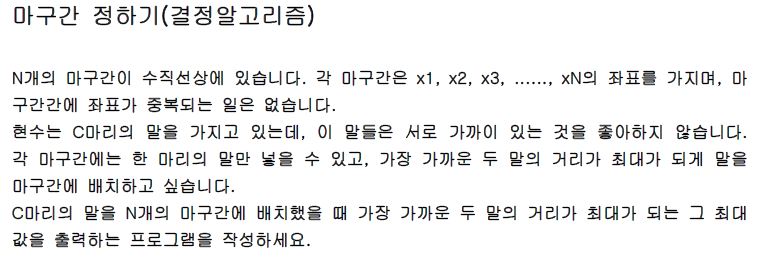 마구간 정하기(결정알고리즘)
N개의 마구간이 수직선상에 있습니다. 각 마구간은 x1, x2, x3, ......, xN의 좌표를 가지며, 마
구간간에 좌표가 중복되는 일은 없습니다.
현수는 C마리의 말을 가지고 있는데, 이 말들은 서로 가까이 있는 것을 좋아하지 않습니다.
각 마구간에는 한 마리의 말만 넣을 수 있고, 가장 가까운 두 말의 거리가 최대가 되게 말을
마구간에 배치하고 싶습니다.
C마리의 말을 N개의 마구간에 배치했을 때 가장 가까운 두 말의 거리가 최대가 되는 그 최대
값을 출력하는 프로그램을 작성하세요.